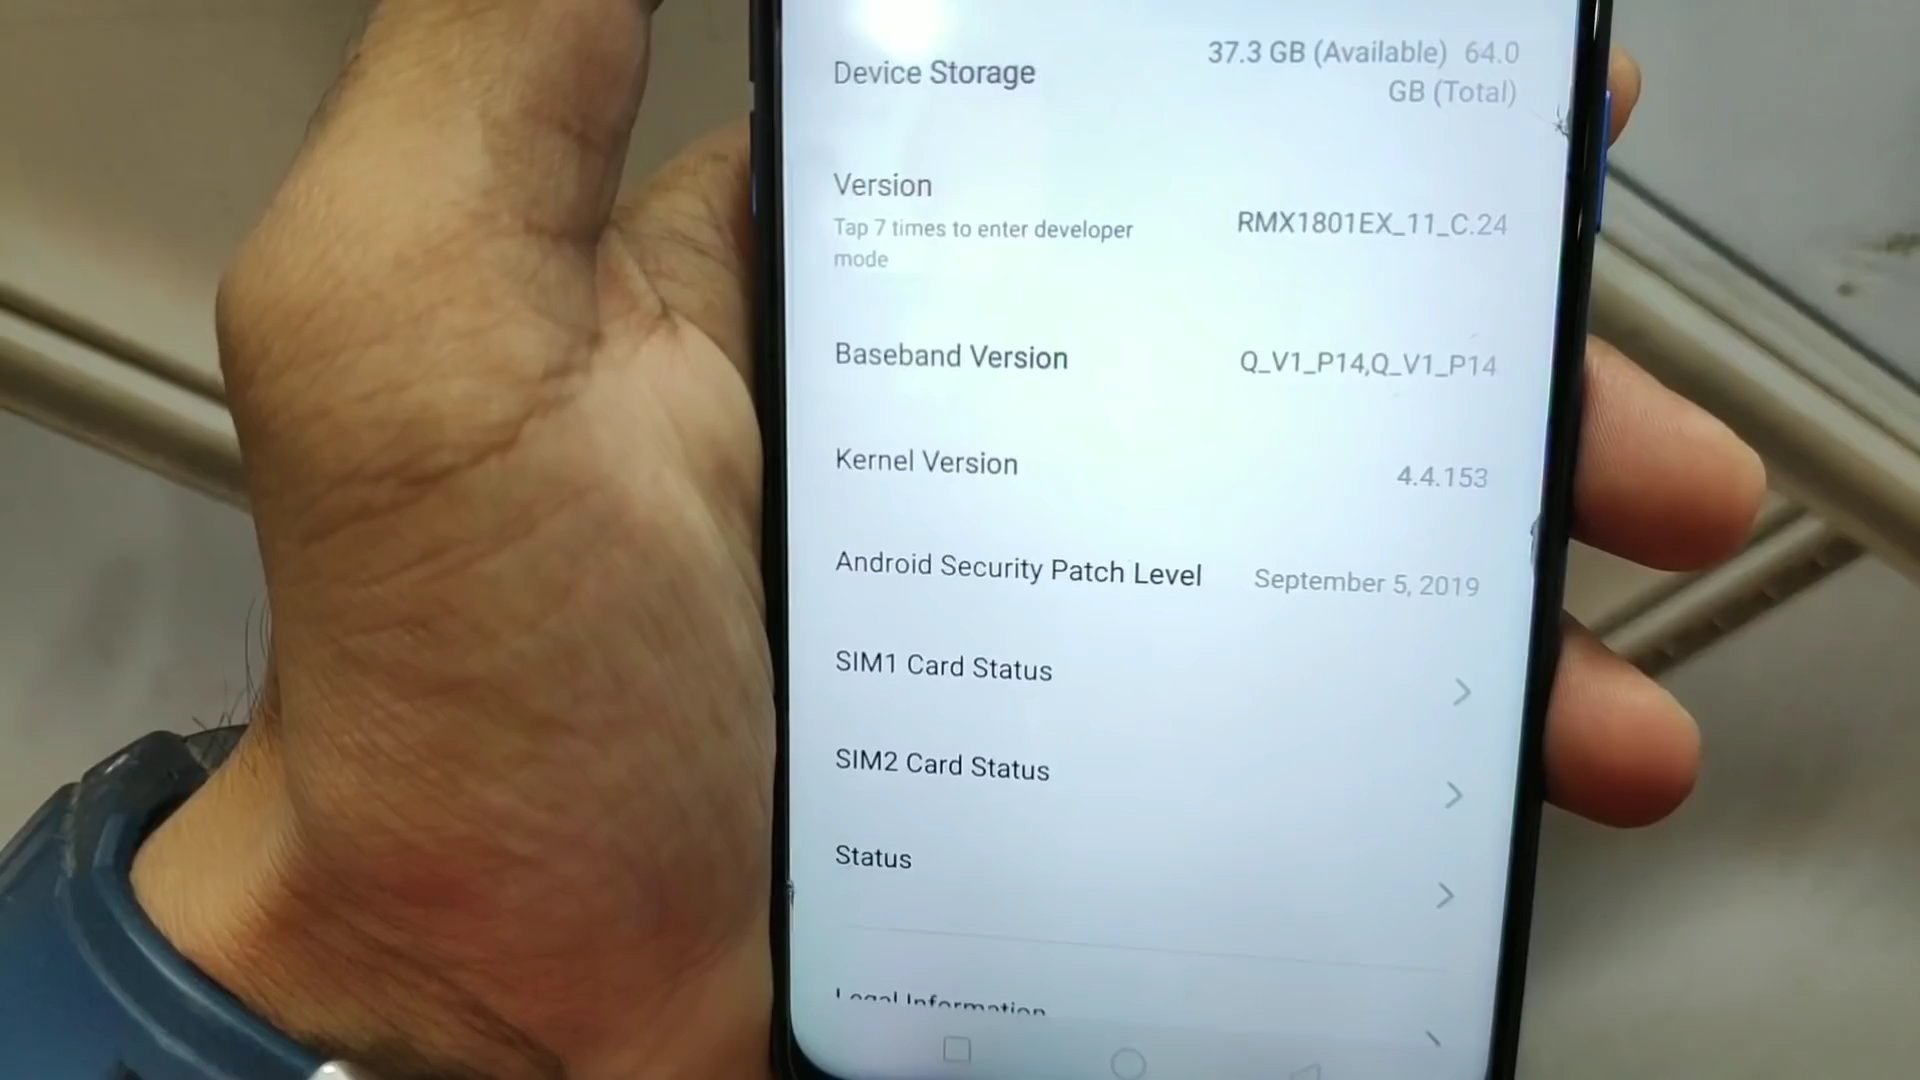 Device Storage
37.3 GB (Available) 64.0
GB (Total)
Version
Tap 7 times to enter developer
mode
RMX1801EX_11_C.24
Baseband Version
Q_V1_P14,Q_V1_P14
Kernel Version
4.4.153
Android Security Patch Level
September 5, 2019
SIM1 Card Status
SIM2 Card Status
Status
Legal Information